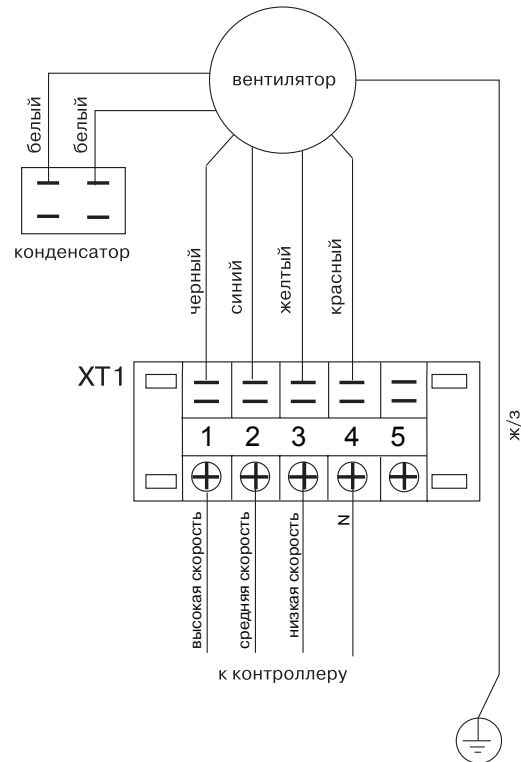 вентилятор
белый
белый
конденсатор
черный
синий
желтый
красный
XT1
1 2 3 4 5
ж/з
высокая скорость
средняя скорость
низкая скорость
N
к контроллеру